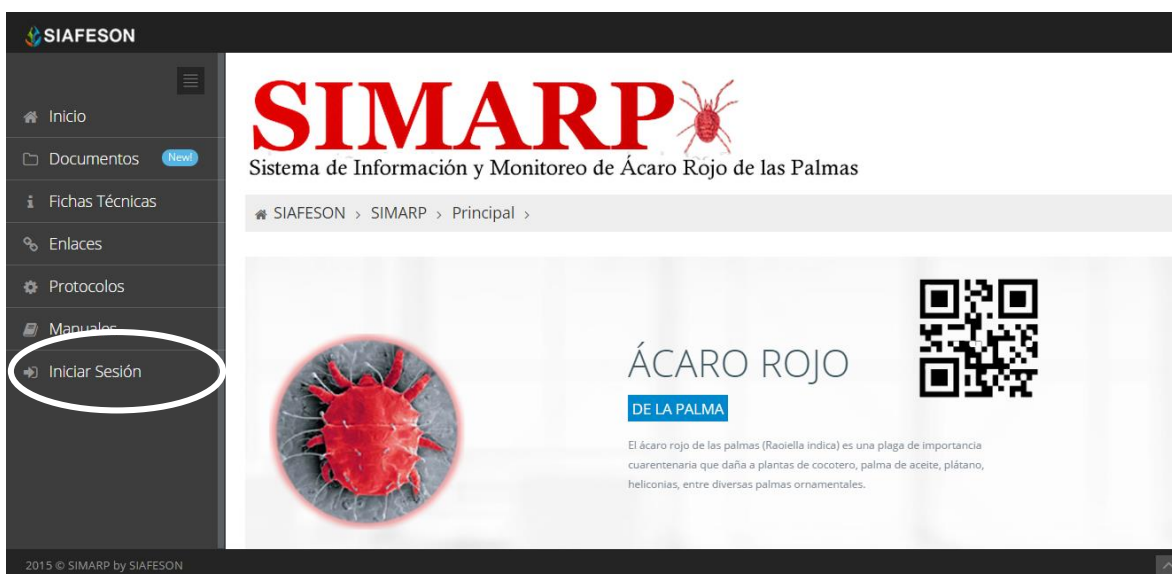 SIAFESON
Inicio
Documentos New!
Fichas Técnicas
Enlaces
Protocolos
Manuales
Iniciar Sesión
SIMARP
Sistema de Información y Monitoreo de Ácaro Rojo de las Palmas
SIAFESON > SIMARP > Principal >
ÁCARO ROJO
DE LA PALMA
El ácaro rojo de las palmas (Raoiella indica) es una plaga de importancia
cuarentenaria que daña a plantas de cocotero, palma de aceite, plátano,
heliconias, entre diversas palmas ornamentales.
2015 © SIMARP by SIAFESON